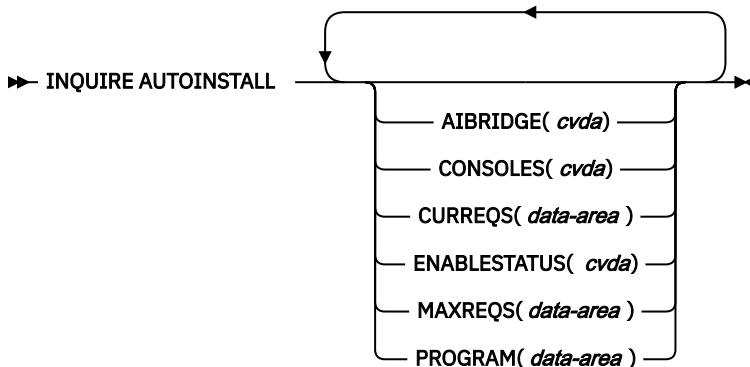 INQUIRE AUTOINSTALL
AIBRIDGE( cvda)
CONSOLES( cvda)
CURREQS( data-area )
ENABLESTATUS( cvda)
MAXREQS( data-area )
PROGRAM( data-area )